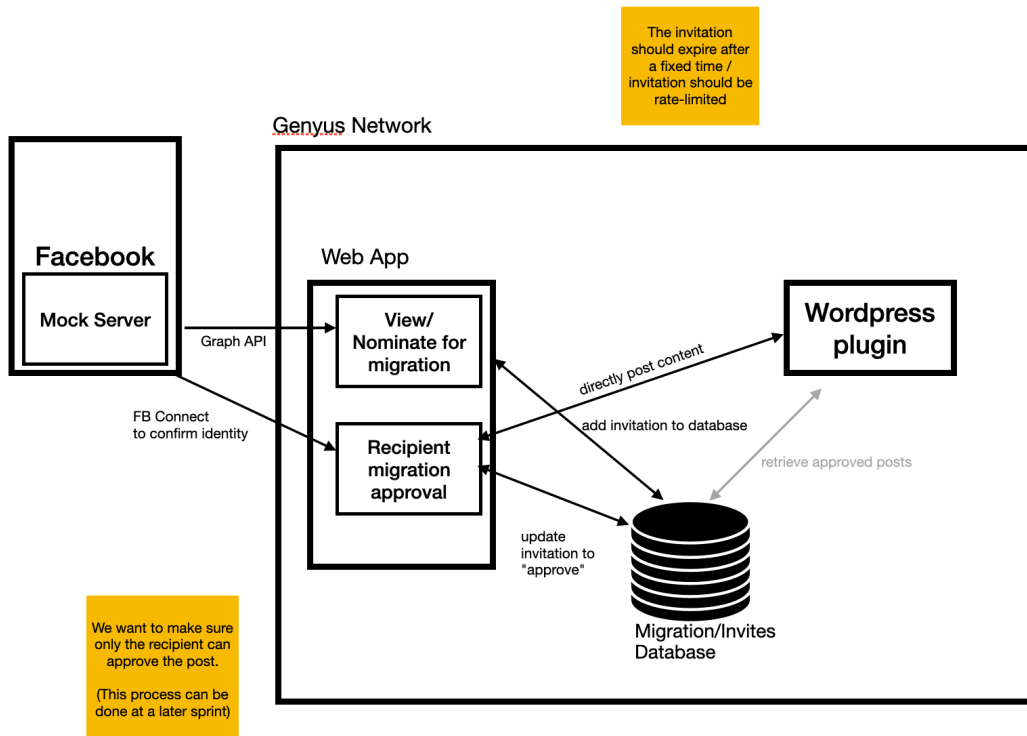 The invitation
should expire after
a fixed time /
invitation should be
rate-limited
Genyus Network
Facebook
Mock Server
Graph API
FB Connect
to confirm identity
Web App
View/
Nominate for
migration
Recipient
migration
approval
directly post content
add invitation to database
Wordpress
plugin
retrieve approved posts
update
invitation to
"approve"
Migration/Invites
Database
We want to make sure
only the recipient can
approve the post.
(This process can be
done at a later sprint)